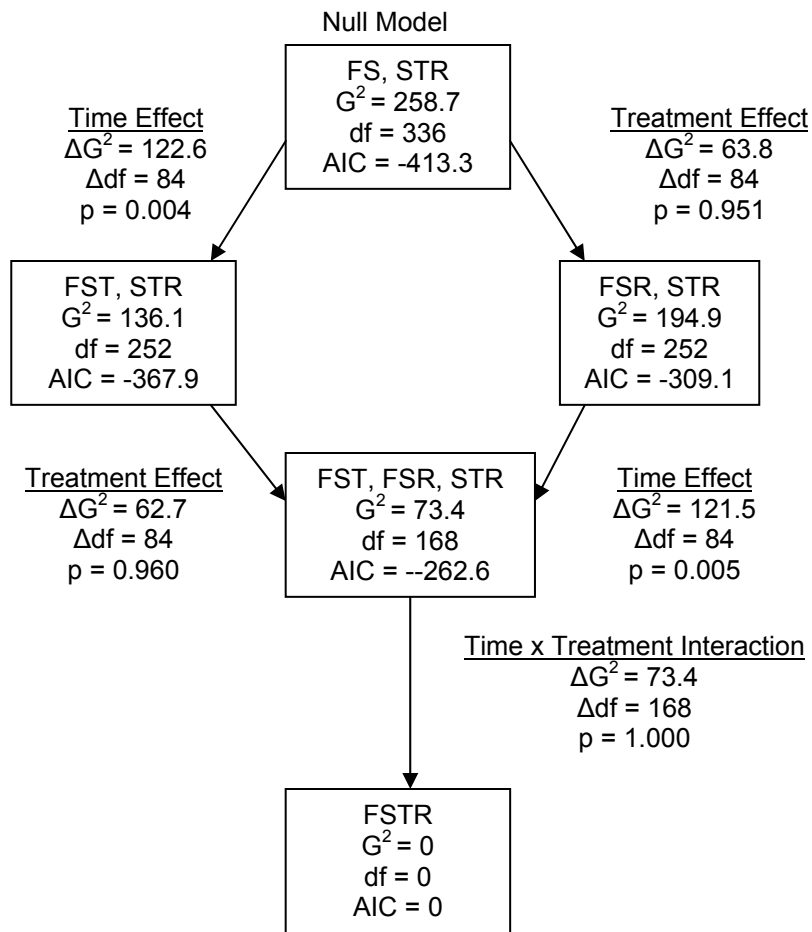 Null Model
FS, STR
G² = 258.7
df = 336
AIC = -413.3
Time Effect
ΔG² = 122.6
Δdf = 84
p = 0.004
Treatment Effect
ΔG² = 63.8
Δdf = 84
p = 0.951
FST, STR
G² = 136.1
df = 252
AIC = -367.9
FSR, STR
G² = 194.9
df = 252
AIC = -309.1
Treatment Effect
ΔG² = 62.7
Δdf = 84
p = 0.960
FST, FSR, STR
G² = 73.4
df = 168
AIC = --262.6
Time Effect
ΔG² = 121.5
Δdf = 84
p = 0.005
Time x Treatment Interaction
ΔG² = 73.4
Δdf = 168
p = 1.000
FSTR
G² = 0
df = 0
AIC = 0